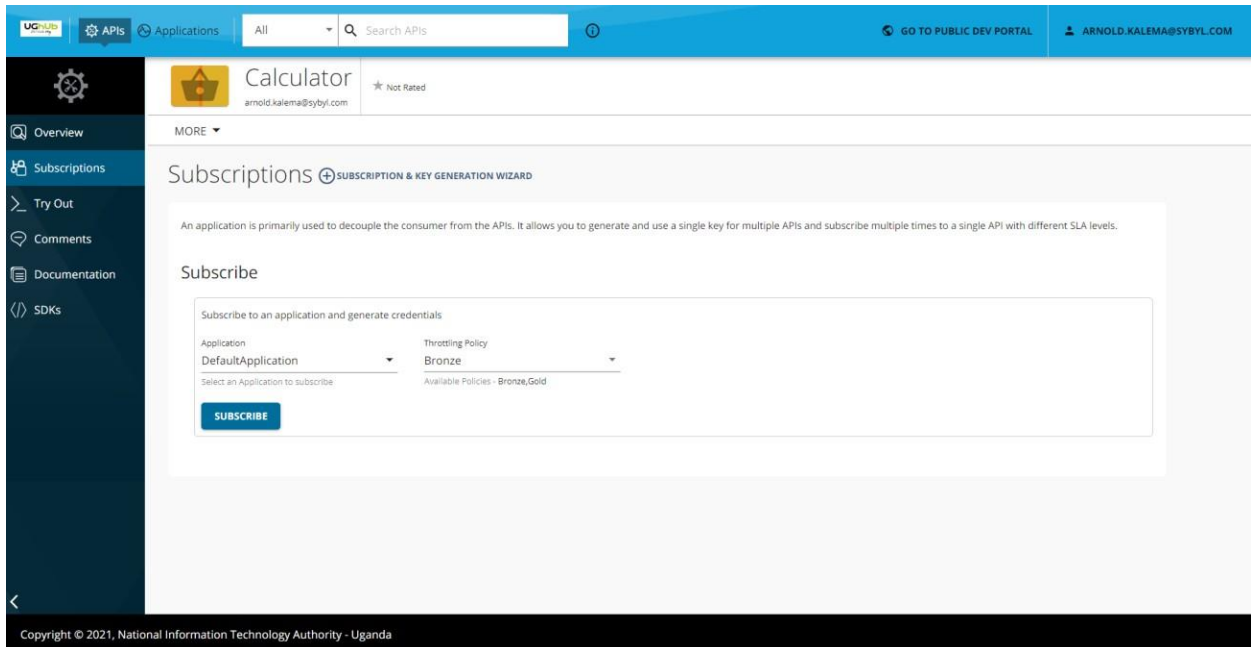 UGhUb
APIs
Applications
All
Search APIs
GO TO PUBLIC DEV PORTAL
ARNOLD.KALEMA@SYBYL.COM
Calculator
arnold.kalema@sybyl.com
Not Rated
Overview
Subscriptions
Try Out
Comments
Documentation
SDKs
MORE
Subscriptions
SUBSCRIPTION & KEY GENERATION WIZARD
An application is primarily used to decouple the consumer from the APIs. It allows you to generate and use a single key for multiple APIs and subscribe multiple times to a single API with different SLA levels.
Subscribe
Subscribe to an application and generate credentials
Application
Throttling Policy
DefaultApplication
Bronze
Select an Application to subscribe
Available Policies - Bronze,Gold
SUBSCRIBE
Copyright © 2021, National Information Technology Authority - Uganda